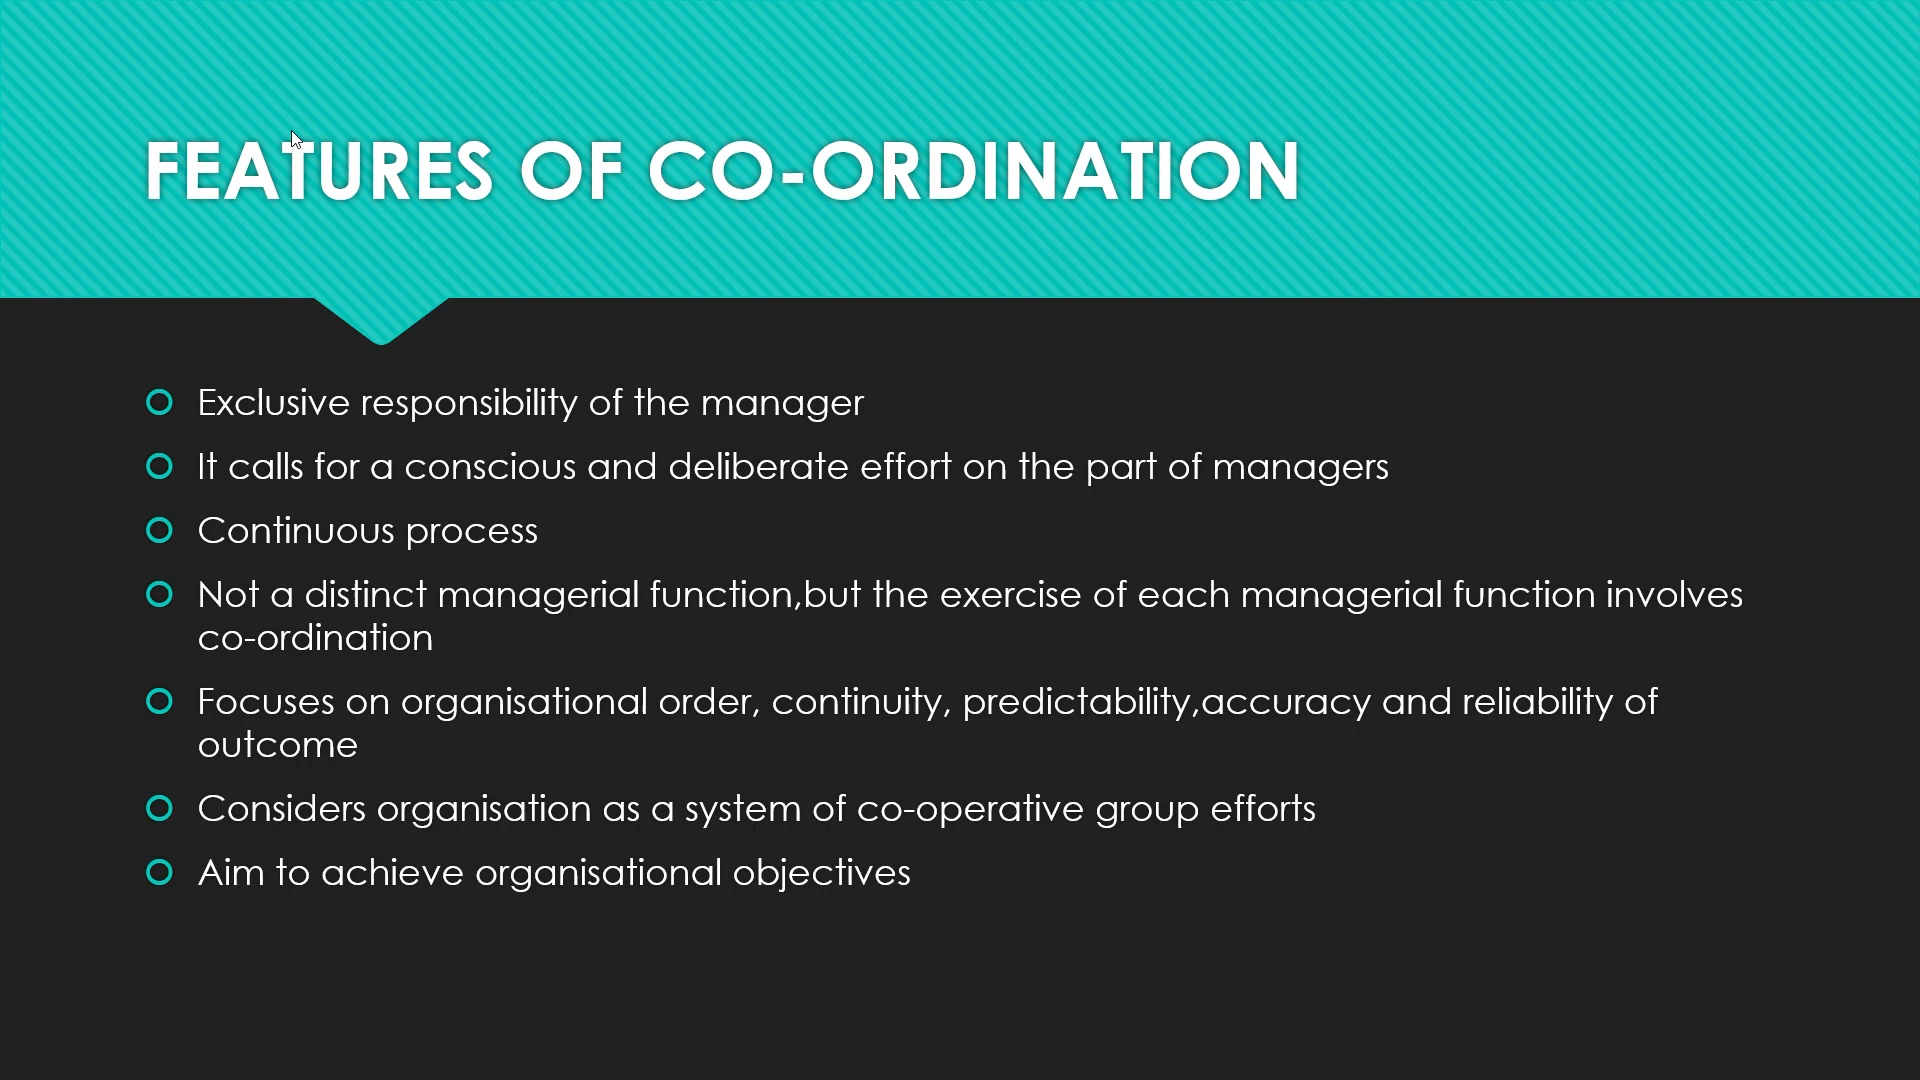 FEATURES OF CO-ORDINATION
Exclusive responsibility of the manager
It calls for a conscious and deliberate effort on the part of managers
Continuous process
Not a distinct managerial function,but the exercise of each managerial function involves
co-ordination
Focuses on organisational order, continuity, predictability,accuracy and reliability of
outcome
Considers organisation as a system of co-operative group efforts
Aim to achieve organisational objectives